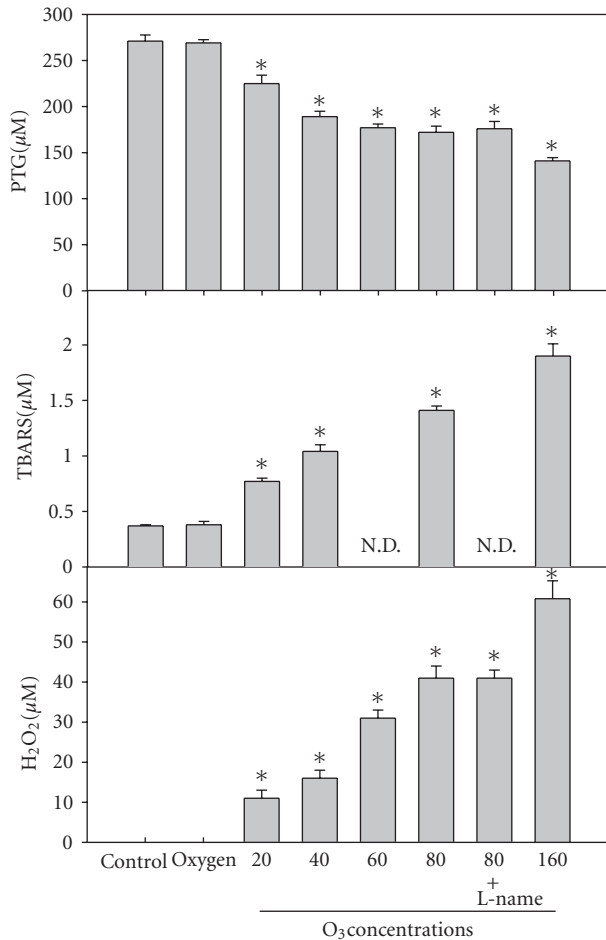 300
250
200
150
100
50
0
PTG(μM)
* * * * * *
2
1.5
1
0.5
0
TBARS(μM)
* * N.D. * N.D. *
60
50
40
30
20
10
0
H₂O₂(μM)
* * * * * *
Control Oxygen 20 40 60 80 80 160
+
L-name
O₃concentrations